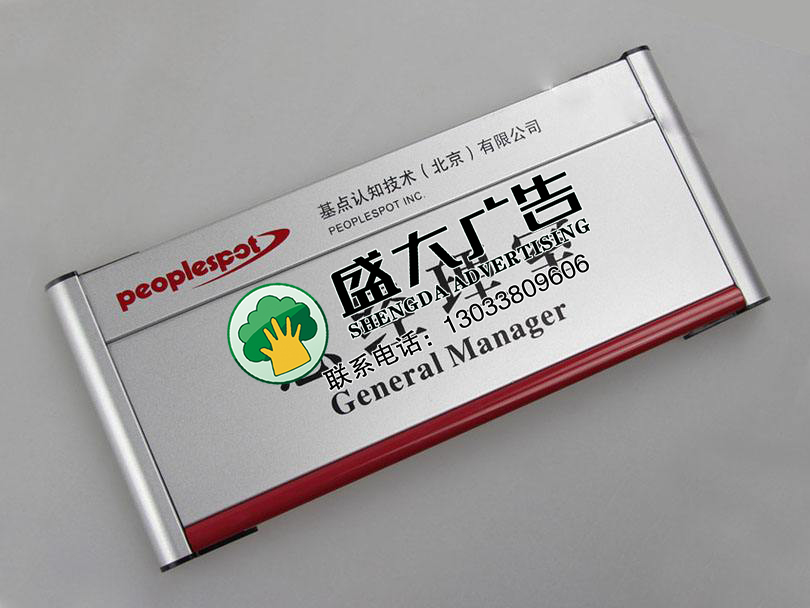 peoplespot
基点认知技术（北京）有限公司
PEOPLESPOT INC.
盛大广告
SHENGDA ADVERTISING
联系电话：13033809606
General Manager